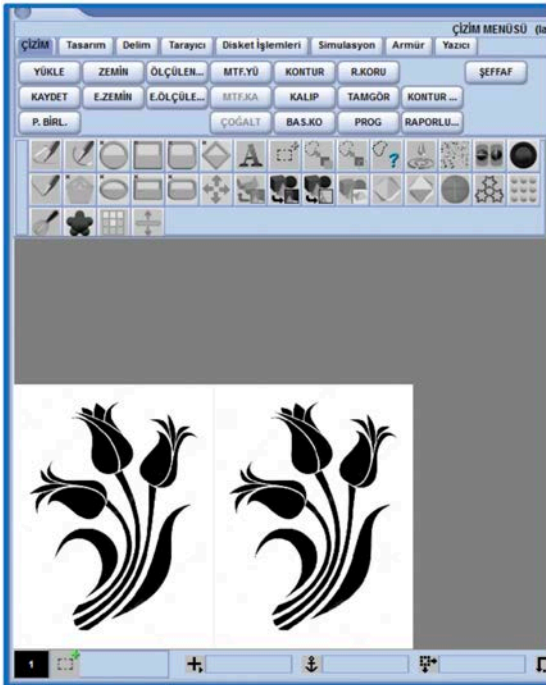 ÇİZİM MENÜSÜ (la
ÇİZİM Tasarım Delim Tarayıcı Disket İşlemleri Simulasyon Armür Yazıcı
YÜKLE ZEMİN ÖLÇÜLEN... MTF.YÜ KONTUR R.KORU ŞEFFAF
KAYDET E.ZEMİN E.ÖLÇÜLE... MTF.KA KALIP TAMGÖR KONTUR ...
P. BİRL. ÇOĞALT BAS.KO PROG RAPORLU...
A ?
1